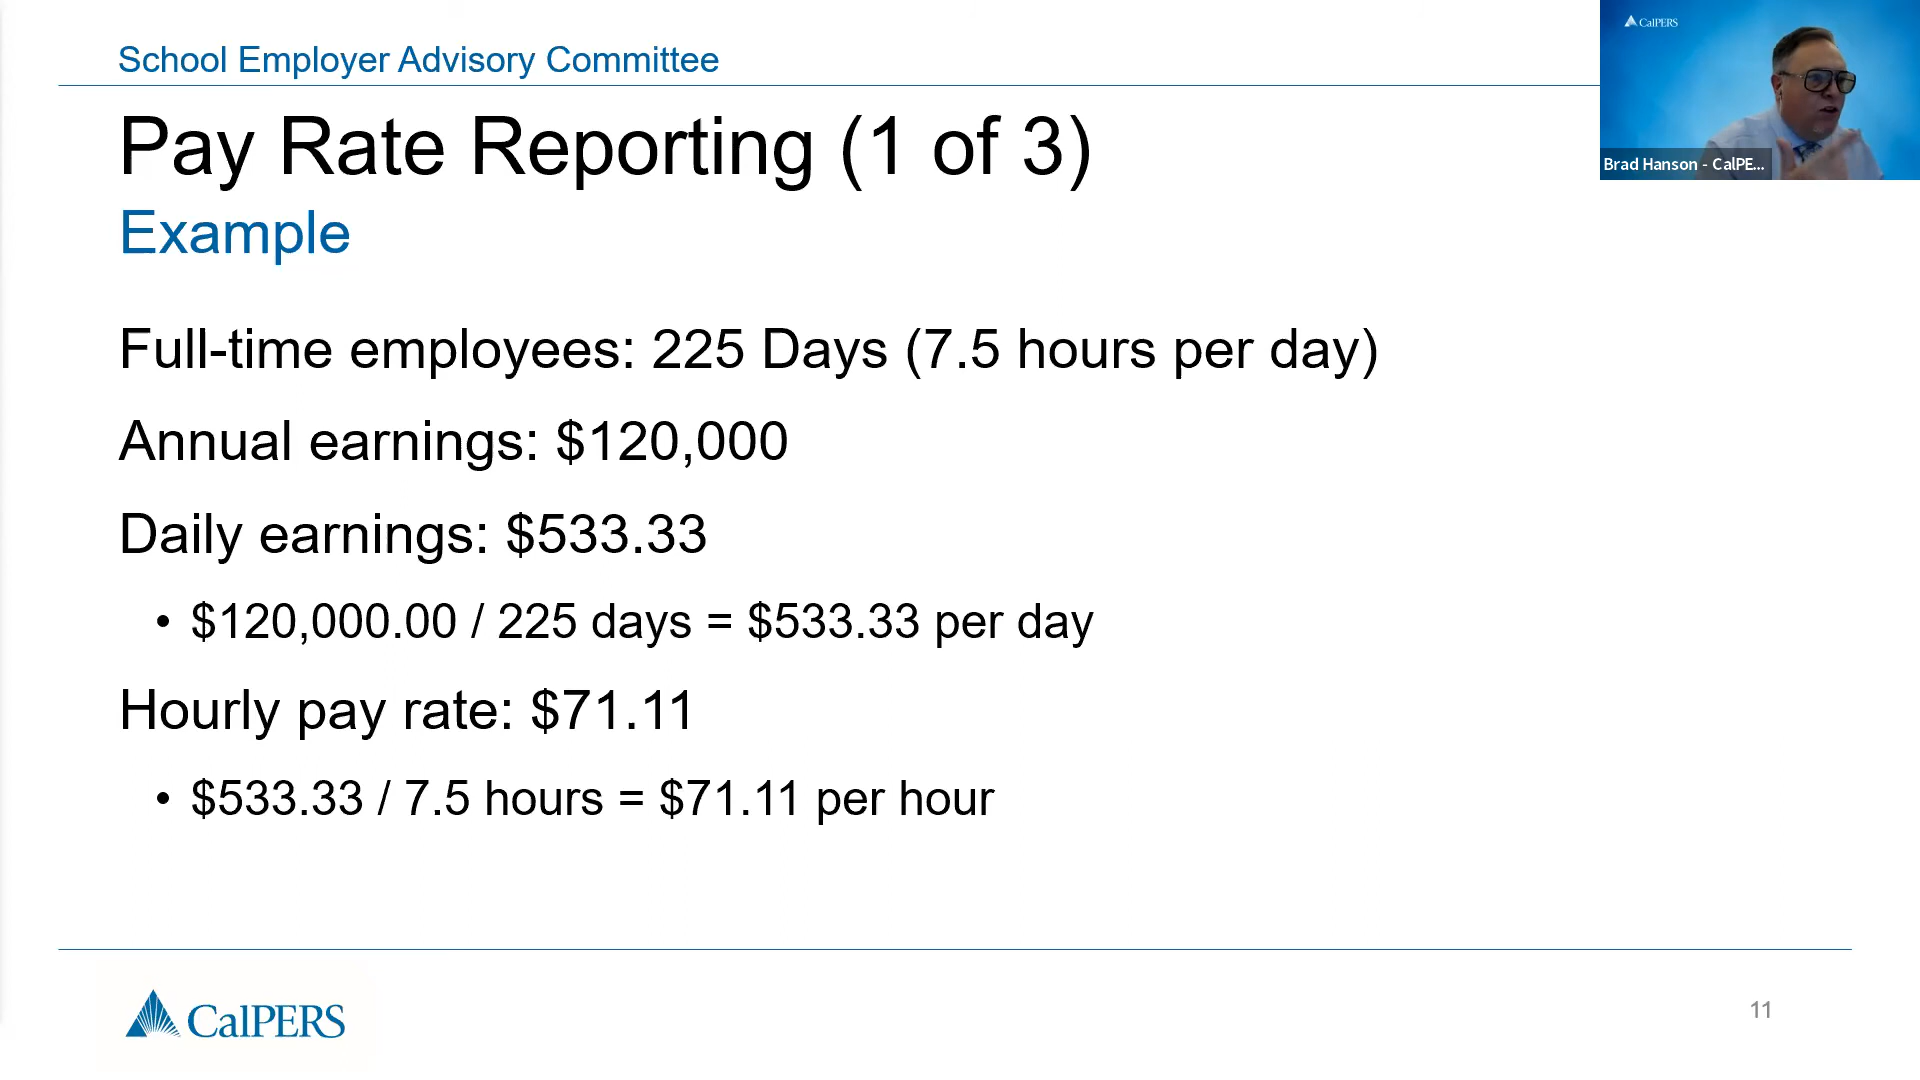 School Employer Advisory Committee
CalPERS
Pay Rate Reporting (1 of 3)
Brad Hanson - CalPE...
Example
Full-time employees: 225 Days (7.5 hours per day)
Annual earnings: $120,000
Daily earnings: $533.33
• $120,000.00 / 225 days = $533.33 per day
Hourly pay rate: $71.11
• $533.33 / 7.5 hours = $71.11 per hour
CalPERS
11